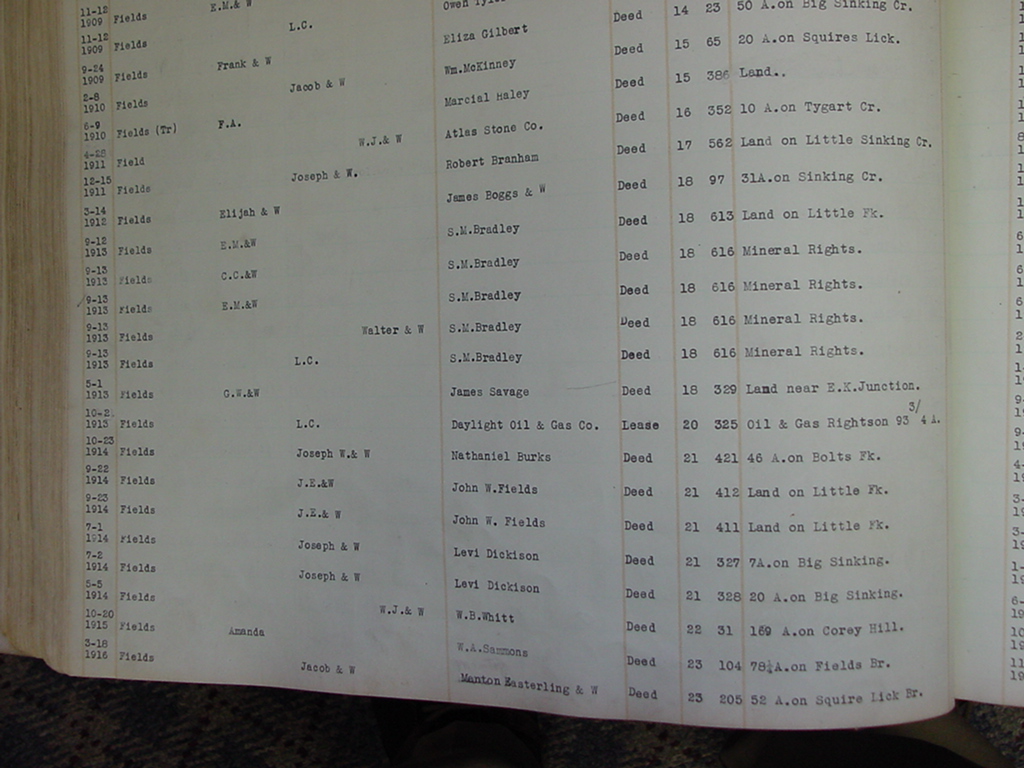 11-12
1909 Fields E.M.& W
11-12
1909 Fields L.C. Owen
9-24
1909 Fields Frank & W Eliza Gilbert Deed 14 23 50 A.on Big Sinking Cr.
2-8
1910 Fields Jacob & W Wm.McKinney Deed 15 65 20 A.on Squires Lick.
6-9
1910 Fields (Tr) F.A. Marcial Haley Deed 15 386 Land..
4-28
1911 Field W.J.& W Atlas Stone Co. Deed 16 352 10 A.on Tygart Cr.
12-15
1911 Fields Joseph & W. Robert Branham Deed 17 562 Land on Little Sinking Cr.
3-14
1912 Fields Elijah & W James Boggs & W Deed 18 97 31A.on Sinking Cr.
9-12
1913 Fields E.M.&W S.M.Bradley Deed 18 613 Land on Little Fk.
9-13
1913 Fields C.C.&W S.M.Bradley Deed 18 616 Mineral Rights.
9-13
1913 Fields E.M.&W S.M.Bradley Deed 18 616 Mineral Rights.
9-13
1913 Fields Walter & W S.M.Bradley Deed 18 616 Mineral Rights.
9-13
1913 Fields L.C. S.M.Bradley Deed 18 616 Mineral Rights.
5-1
1913 Fields G.W.&W James Savage Deed 18 329 Land near E.K.Junction.
10-2.
1913 Fields L.C. Daylight Oil & Gas Co. Lease 20 325 Oil & Gas Rightson 93 3/4 A.
10-23
1914 Fields Joseph W.& W Nathaniel Burks Deed 21 421 46 A.on Bolts Fk.
9-22
1914 Fields J.E.&W John W.Fields Deed 21 412 Land on Little Fk.
9-23
1914 Fields J.E.& W John W. Fields Deed 21 411 Land on Little Fk.
7-1
1914 Fields Joseph & W Levi Dickison Deed 21 327 7A.on Big Sinking.
7-2
1914 Fields Joseph & W Levi Dickison Deed 21 328 20 A.on Big Sinking.
5-5
1914 Fields W.J.& W W.B.Whitt Deed 22 31 169 A.on Corey Hill.
10-20
1915 Fields Amanda W.A.Sammons Deed 23 104 78¼A.on Fields Br.
3-18
1916 Fields Jacob & W Manton Easterling & W Deed 23 205 52 A.on Squire Lick Br.